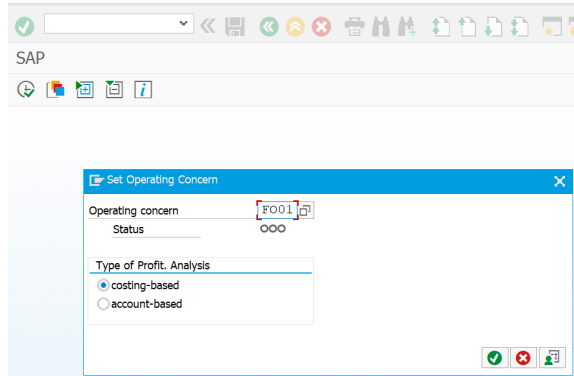 SAP
i
Set Operating Concern
Operating concern FO01
Status
Type of Profit. Analysis
costing-based
account-based